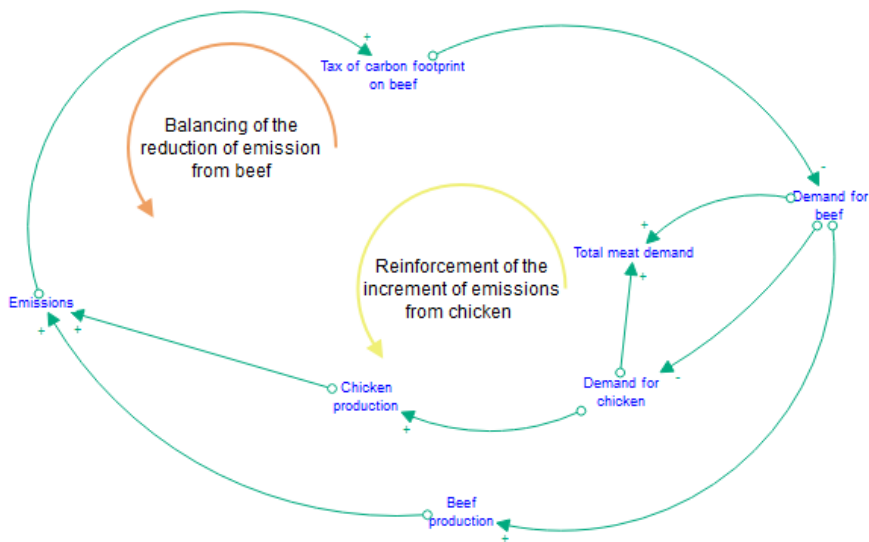 +
Tax of carbon footprint
on beef
Balancing of the
reduction of emission
from beef
-
Demand for
beef
+
Total meat demand
+
Reinforcement of the
increment of emissions
from chicken
Emissions
+
+
-
Demand for
chicken
Chicken
production
+
Beef
production
+